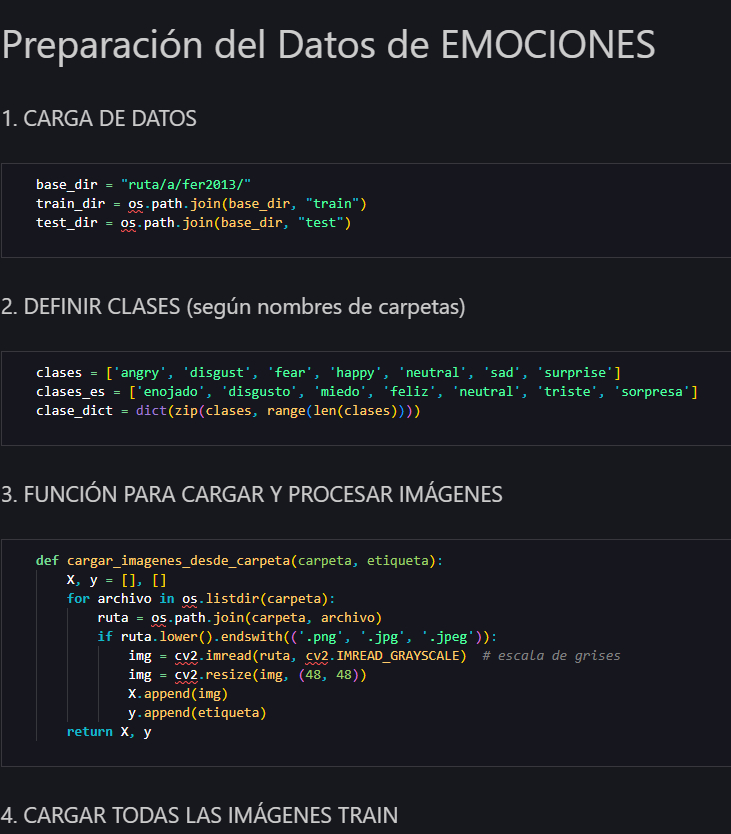 Preparación del Datos de EMOCIONES
1. CARGA DE DATOS
base_dir = "ruta/a/fer2013/"
train_dir = os.path.join(base_dir, "train")
test_dir = os.path.join(base_dir, "test")
2. DEFINIR CLASES (según nombres de carpetas)
clases = ['angry', 'disgust', 'fear', 'happy', 'neutral', 'sad', 'surprise']
clases_es = ['enojado', 'disgusto', 'miedo', 'feliz', 'neutral', 'triste', 'sorpresa']
clase_dict = dict(zip(clases, range(len(clases))))
3. FUNCIÓN PARA CARGAR Y PROCESAR IMÁGENES
def cargar_imagenes_desde_carpeta(carpeta, etiqueta):
    X, y = [], []
    for archivo in os.listdir(carpeta):
        ruta = os.path.join(carpeta, archivo)
        if ruta.lower().endswith(('.png', '.jpg', '.jpeg')):
            img = cv2.imread(ruta, cv2.IMREAD_GRAYSCALE)  # escala de grises
            img = cv2.resize(img, (48, 48))
            X.append(img)
            y.append(etiqueta)
    return X, y
4. CARGAR TODAS LAS IMÁGENES TRAIN